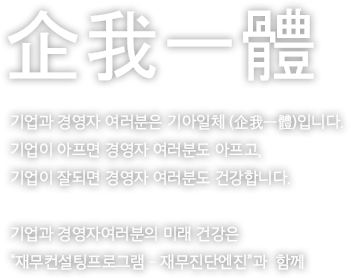 企我一體
기업과 경영자 여러분은 기아일체 (企我一體)입니다.
기업이 아프면 경영자 여러분도 아프고,
기업이 잘되면 경영자 여러분도 건강합니다.
기업과 경영자여러분의 미래 건강은
"재무컨설팅프로그램 - 재무진단엔진"과 함께